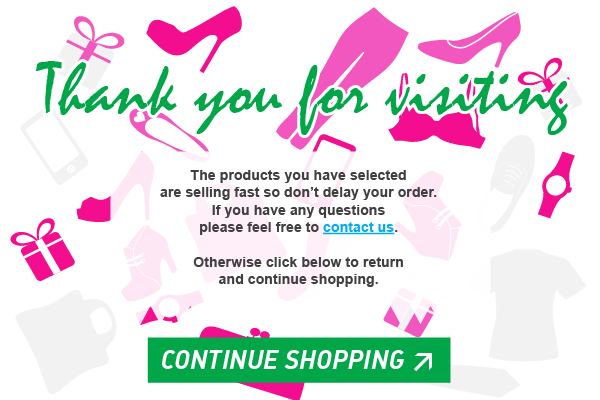 Thank you for visiting
The products you have selected
are selling fast so don't delay your order.
If you have any questions
please feel free to contact us.
Otherwise click below to return
and continue shopping.
CONTINUE SHOPPING